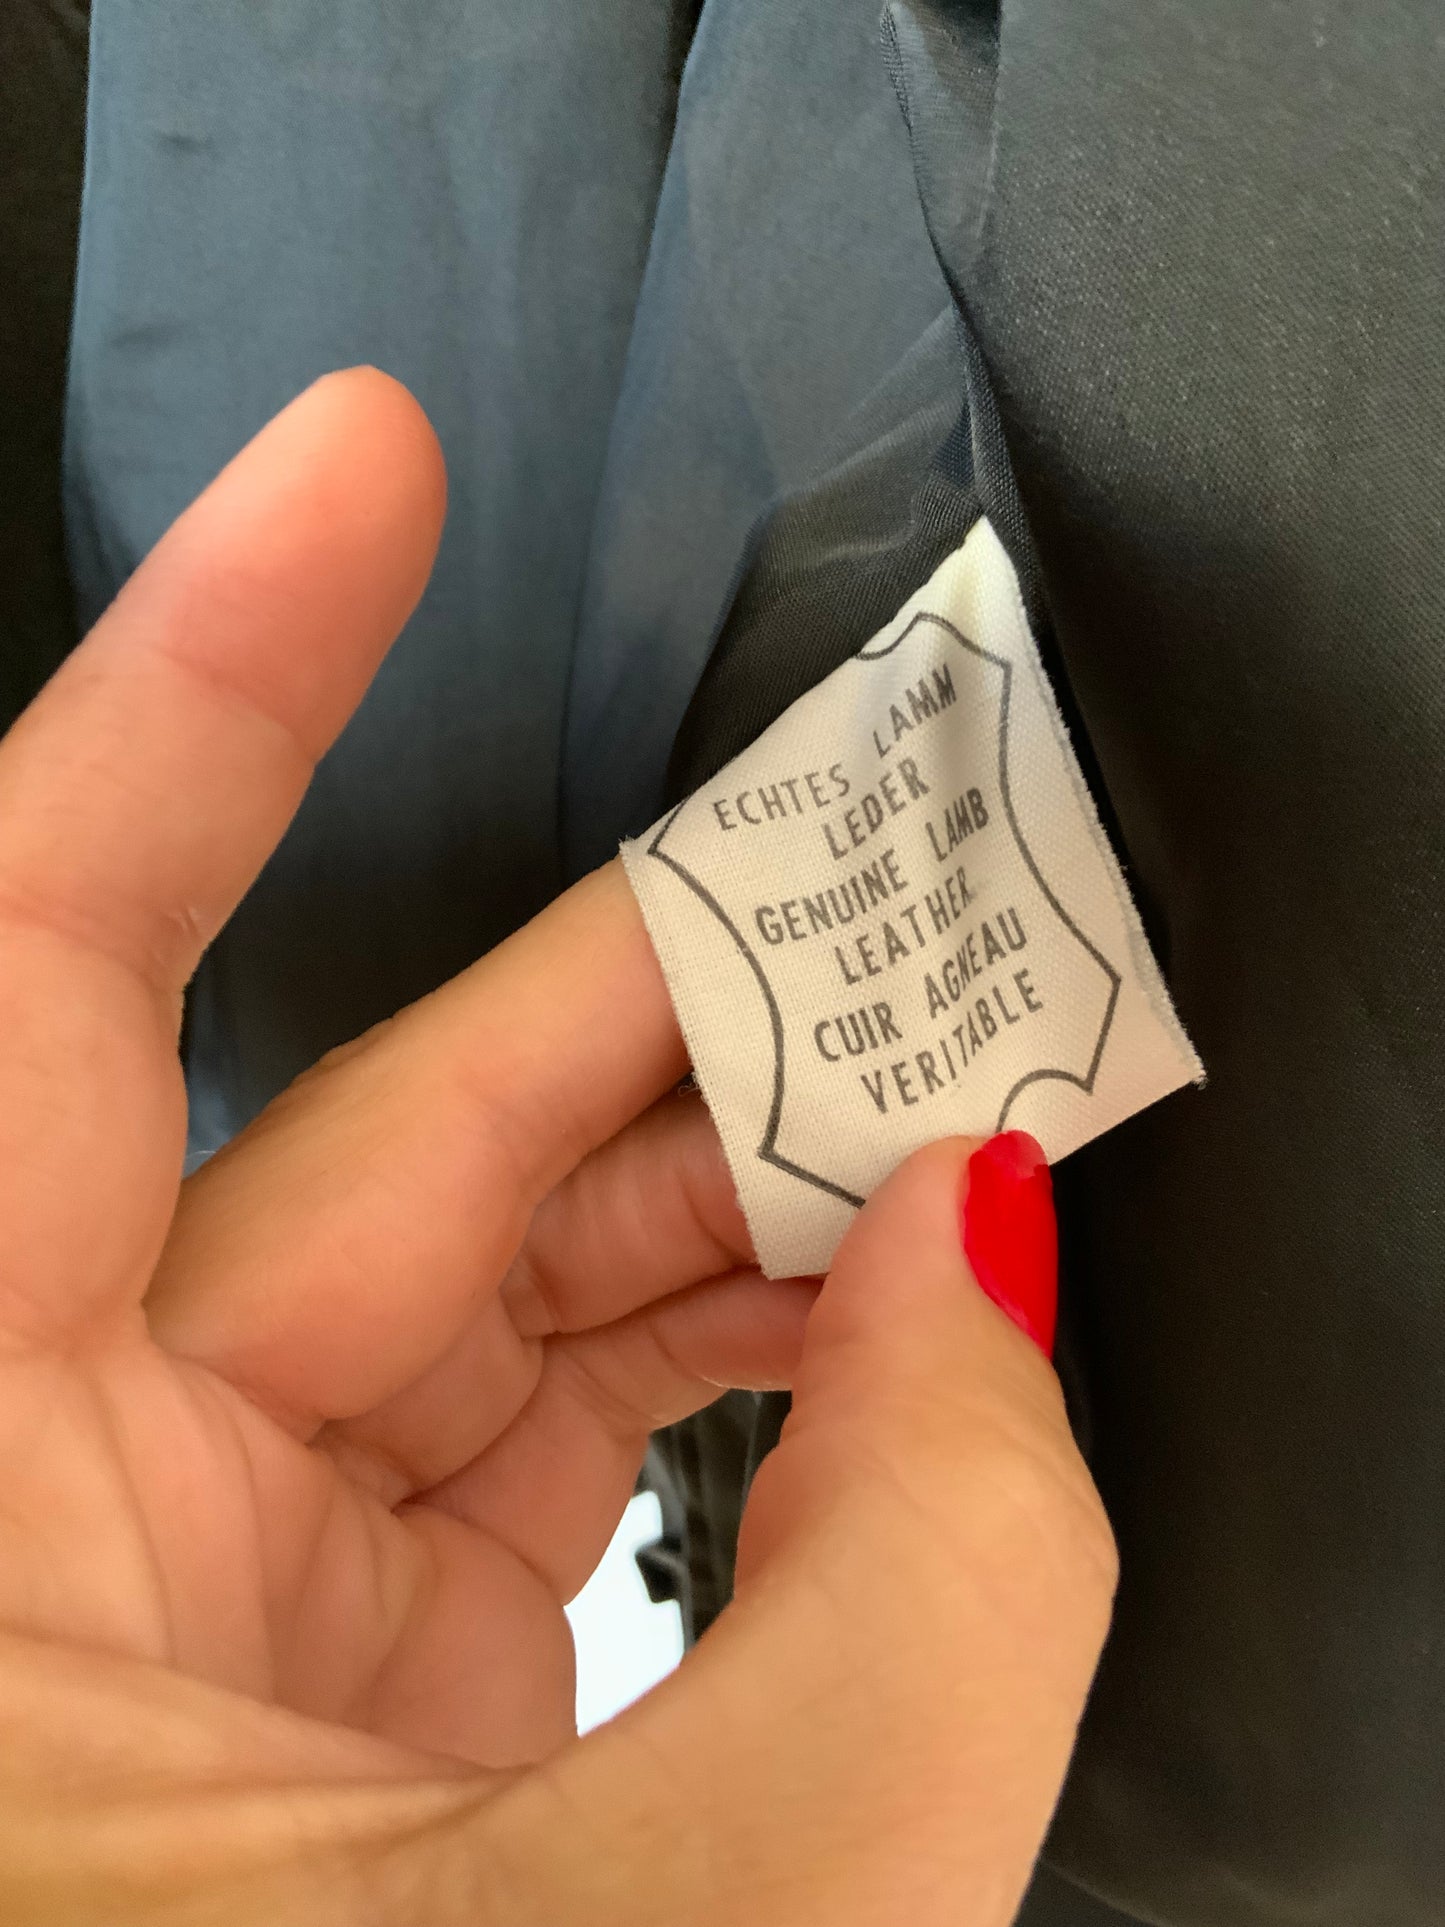 ECHTES LAMM
LEDER
GENUINE LAMB
LEATHER
CUIR AGNEAU
VERITABLE